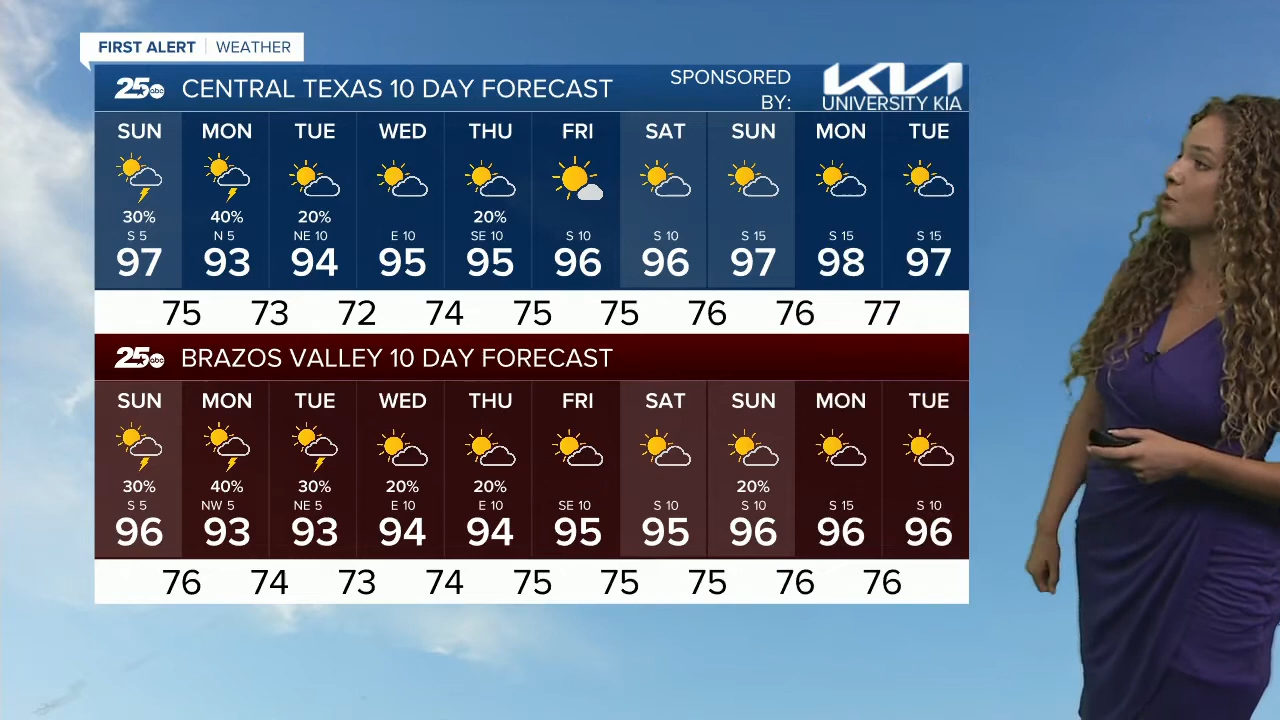 FIRST ALERT | WEATHER
25 abc CENTRAL TEXAS 10 DAY FORECAST
SPONSORED BY:
KIA
UNIVERSITY KIA
SUN MON TUE WED THU FRI SAT SUN MON TUE
30% 40% 20% 20%
S 5 N 5 NE 10 E 10 SE 10 S 10 S 10 S 15 S 15 S 15
97 93 94 95 95 96 96 97 98 97
75 73 72 74 75 75 76 76 77
25 abc BRAZOS VALLEY 10 DAY FORECAST
SUN MON TUE WED THU FRI SAT SUN MON TUE
30% 40% 30% 20% 20% 20%
S 5 NW 5 NE 5 E 10 E 10 SE 10 S 10 S 10 S 15 S 10
96 93 93 94 94 95 95 96 96 96
76 74 73 74 75 75 75 76 76